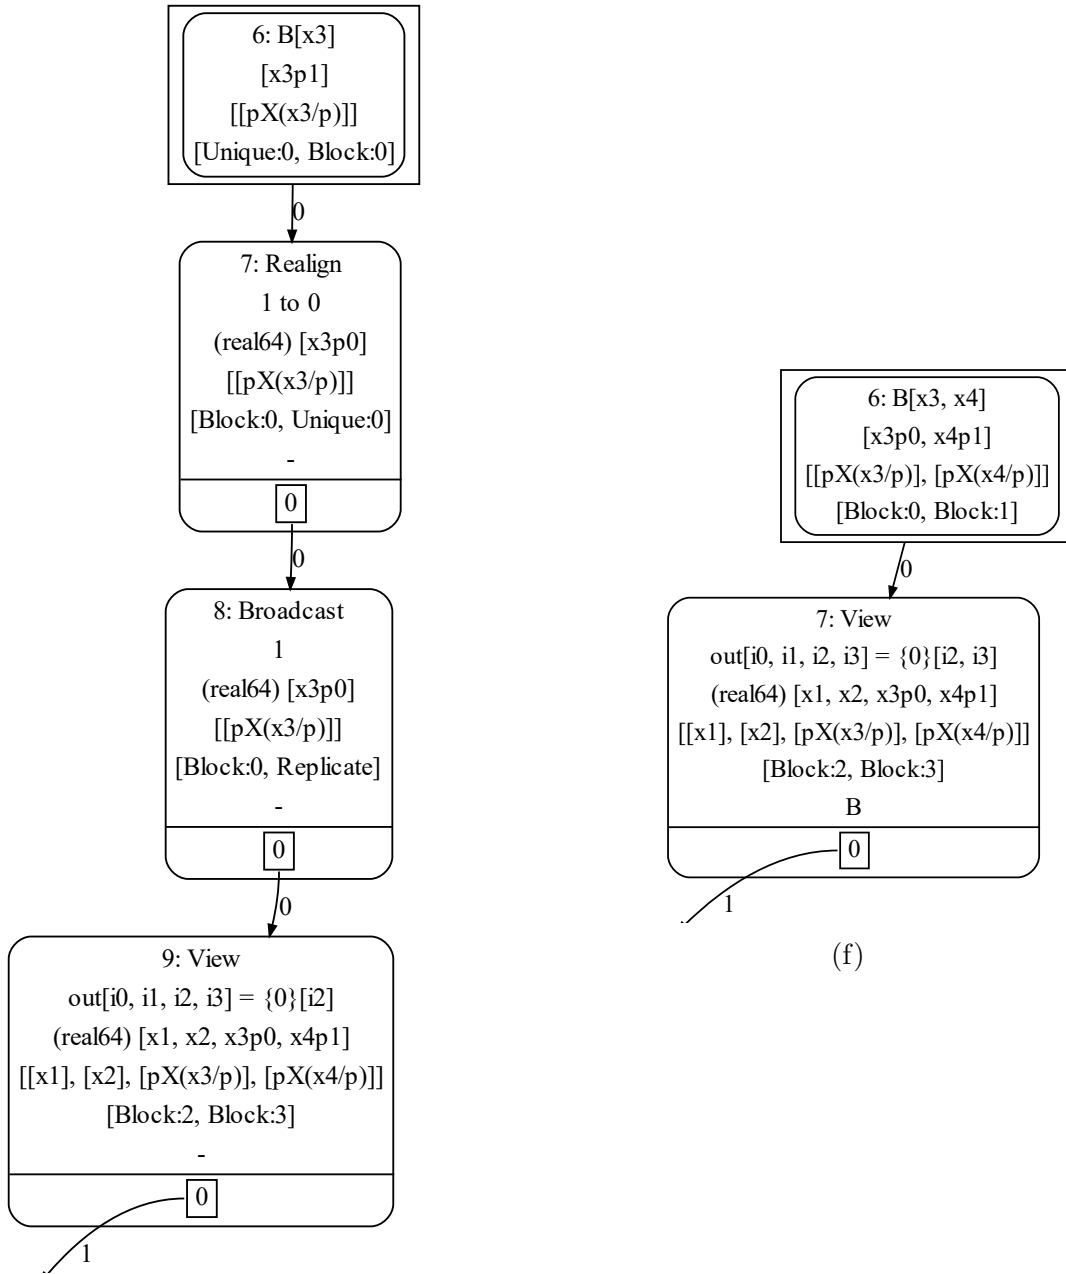 6: B[x3]
[x3p1]
[[pX(x3/p)]]
[Unique:0, Block:0]
0
7: Realign
1 to 0
(real64) [x3p0]
[[pX(x3/p)]]
[Block:0, Unique:0]
-
0
0
8: Broadcast
1
(real64) [x3p0]
[[pX(x3/p)]]
[Block:0, Replicate]
-
0
0
9: View
out[i0, i1, i2, i3] = {0}[i2]
(real64) [x1, x2, x3p0, x4p1]
[[x1], [x2], [pX(x3/p)], [pX(x4/p)]]
[Block:2, Block:3]
-
0
1
6: B[x3, x4]
[x3p0, x4p1]
[[pX(x3/p)], [pX(x4/p)]]
[Block:0, Block:1]
0
7: View
out[i0, i1, i2, i3] = {0}[i2, i3]
(real64) [x1, x2, x3p0, x4p1]
[[x1], [x2], [pX(x3/p)], [pX(x4/p)]]
[Block:2, Block:3]
B
0
1
(f)